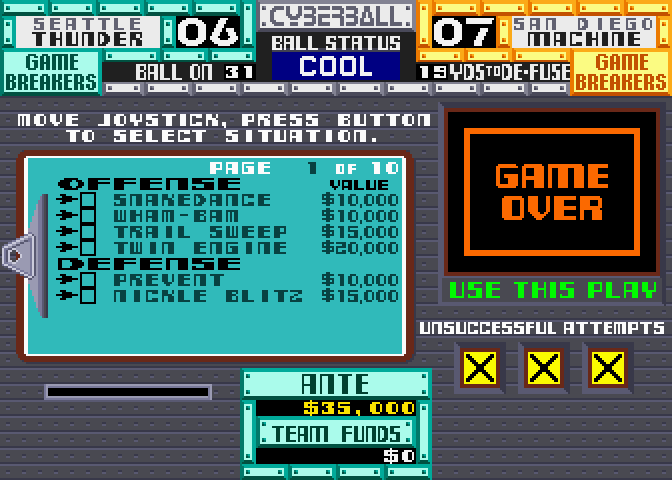 SEATTLE THUNDER 06 CYBERBALL 07 SAN DIEGO MACHINE
GAME BREAKERS BALL STATUS GAME BREAKERS
BALL ON 31 COOL 19YDS TO DE-FUSE
MOVE JOYSTICK, PRESS BUTTON
TO SELECT SITUATION.
PAGE 1 OF 10
OFFENSE VALUE
SNAKEDANCE $10,000
WHAM-BAM $10,000
TRAIL SWEEP $15,000
TWIN ENGINE $20,000
DEFENSE
PREVENT $10,000
NICKLE BLITZ $15,000
GAME
OVER
USE THIS PLAY
UNSUCCESSFUL ATTEMPTS
ANTE
$35,000
TEAM FUNDS
$0